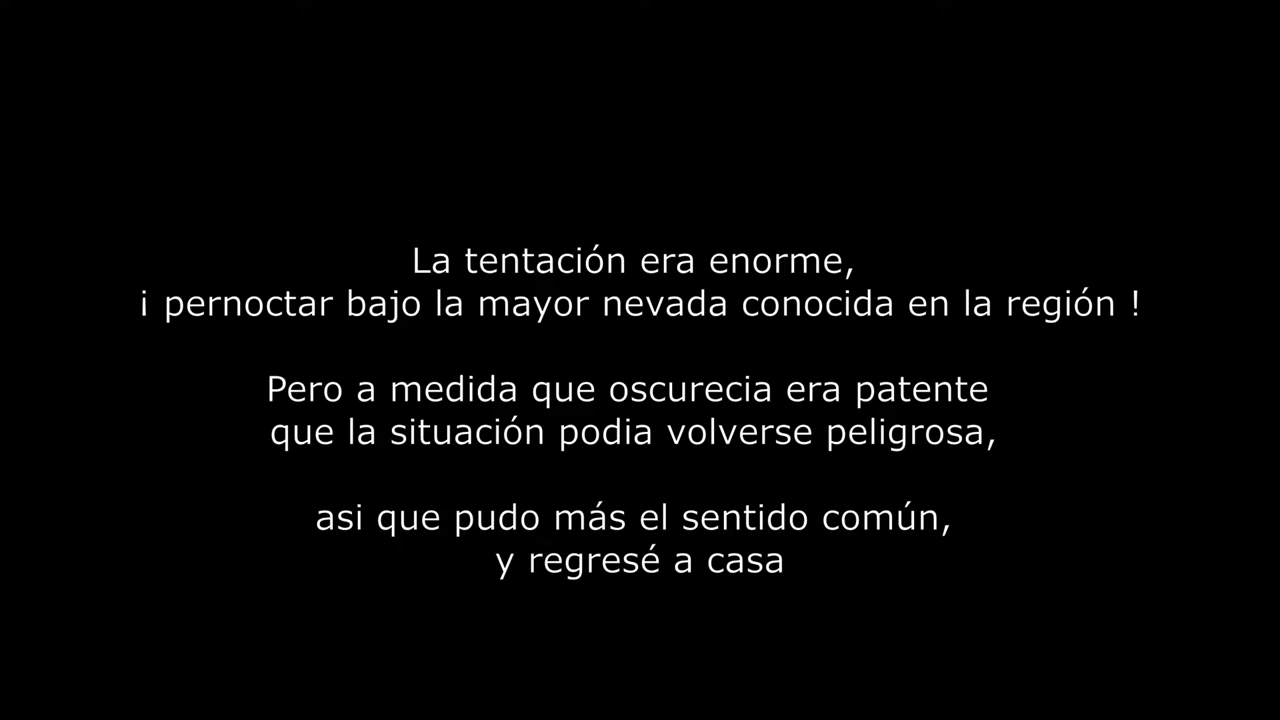 La tentación era enorme,
¡ pernoctar bajo la mayor nevada conocida en la región !
Pero a medida que oscurecia era patente
que la situación podia volverse peligrosa,
asi que pudo más el sentido común,
y regresé a casa